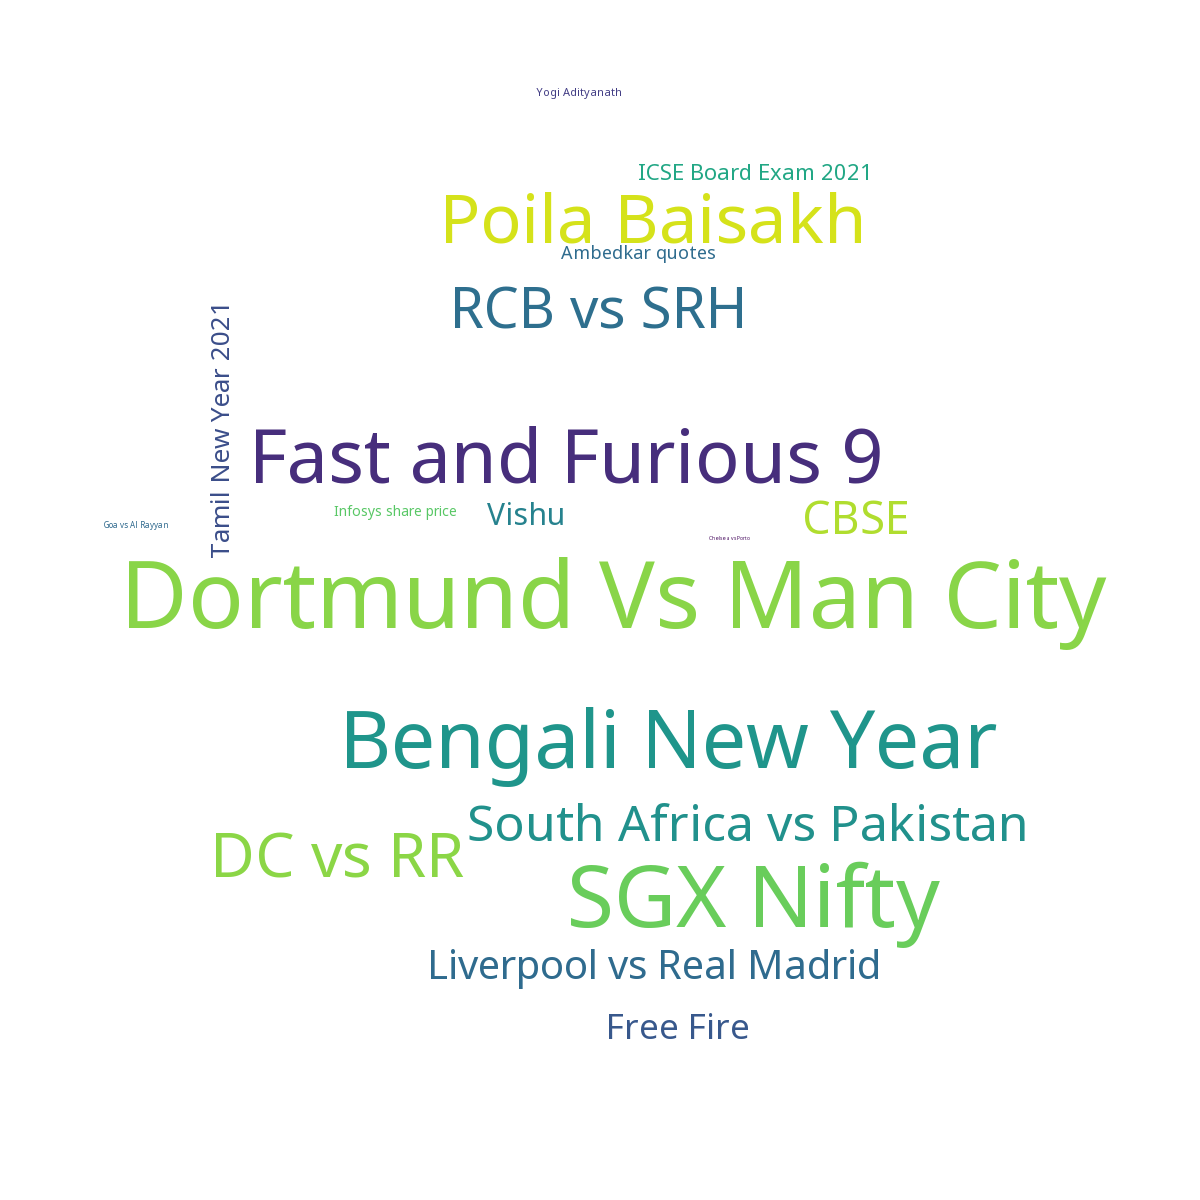 Yogi Adityanath
ICSE Board Exam 2021
Poila Baisakh
Ambedkar quotes
RCB vs SRH
Tamil New Year 2021
Fast and Furious 9
Infosys share price
Vishu
CBSE
Goa vs Al Rayyan
Chelsea vs Porto
Dortmund Vs Man City
Bengali New Year
South Africa vs Pakistan
DC vs RR
SGX Nifty
Liverpool vs Real Madrid
Free Fire